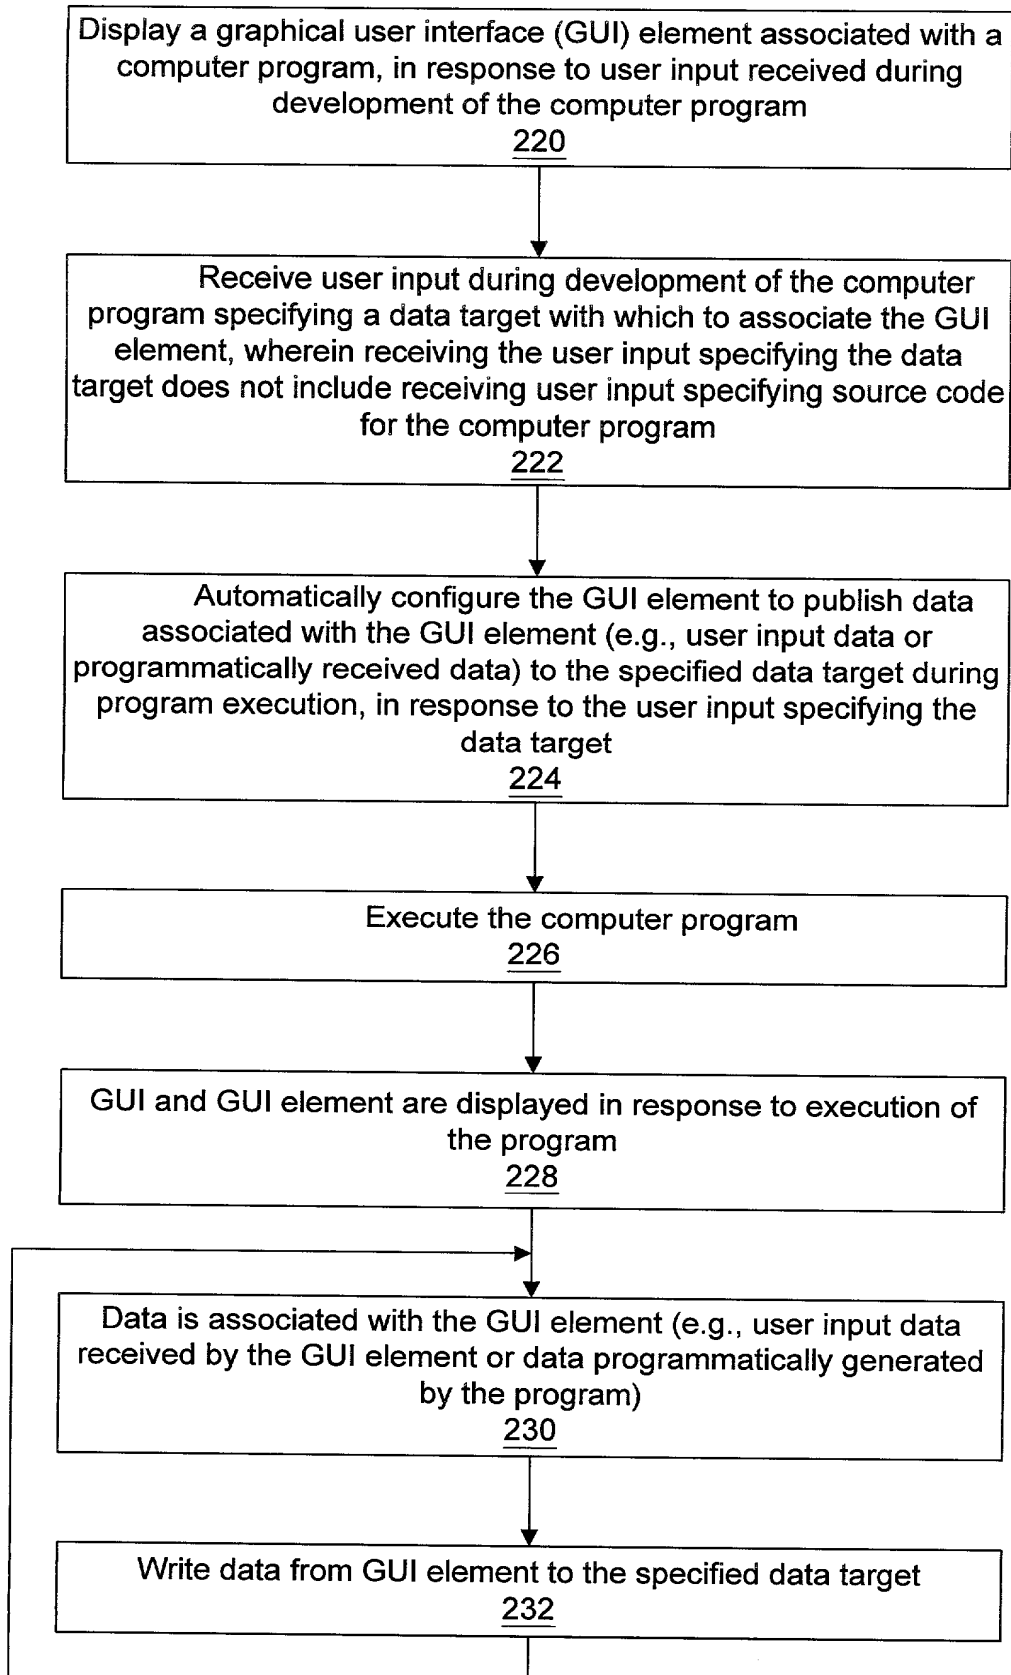 Display a graphical user interface (GUI) element associated with a
computer program, in response to user input received during
development of the computer program
220
Receive user input during development of the computer
program specifying a data target with which to associate the GUI
element, wherein receiving the user input specifying the data
target does not include receiving user input specifying source code
for the computer program
222
Automatically configure the GUI element to publish data
associated with the GUI element (e.g., user input data or
programmatically received data) to the specified data target during
program execution, in response to the user input specifying the
data target
224
Execute the computer program
226
GUI and GUI element are displayed in response to execution of
the program
228
Data is associated with the GUI element (e.g., user input data
received by the GUI element or data programmatically generated
by the program)
230
Write data from GUI element to the specified data target
232